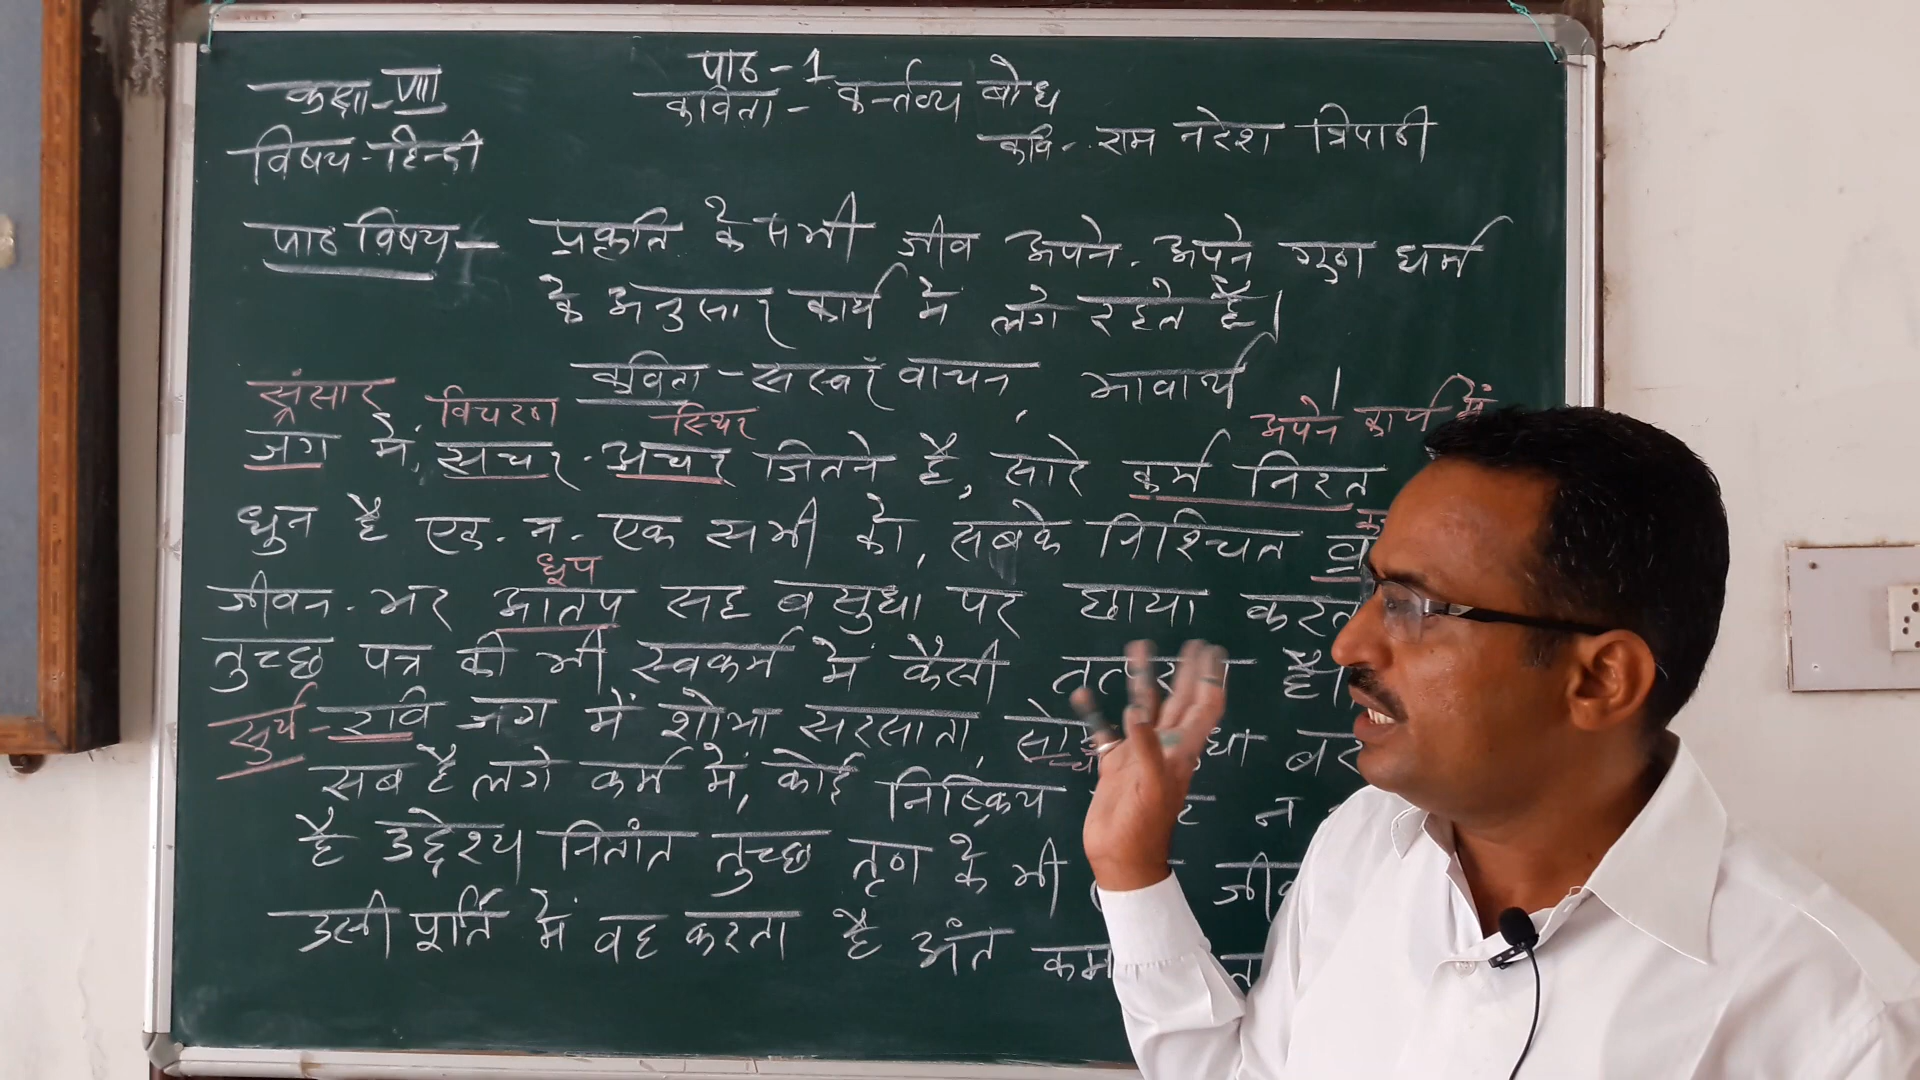 कक्षा - VIII
पाठ - 1
कविता - कर्त्तव्य बोध
विषय - हिन्दी
कवि - राम नरेश त्रिपाठी
पाठ विषय - प्रकृति के सभी जीव अपने - अपने गुण धर्म
के अनुसार कार्य में लगे रहते है।
कविता - सस्वर वाचन, भावार्थ ।
संसार विचरण स्थिर अपने कार्य में
जग में, सचर - अचर जितने है, सारे कर्म निरत
धुन है एक - न - एक सभी को, सबके निश्चित
धूप
जीवन - भर आतप सह वसुधा पर छाया
तुच्छ पत्र की भी स्वकर्म में कैसी है।
सूर्य - रवि जग में शोभा सरसाता,
सब है लगे कर्म में, कोई निष्क्रिय न
है उद्देश्य नितांत तुच्छ तृण के भी
उसी पूर्ति में वह करता है अंत